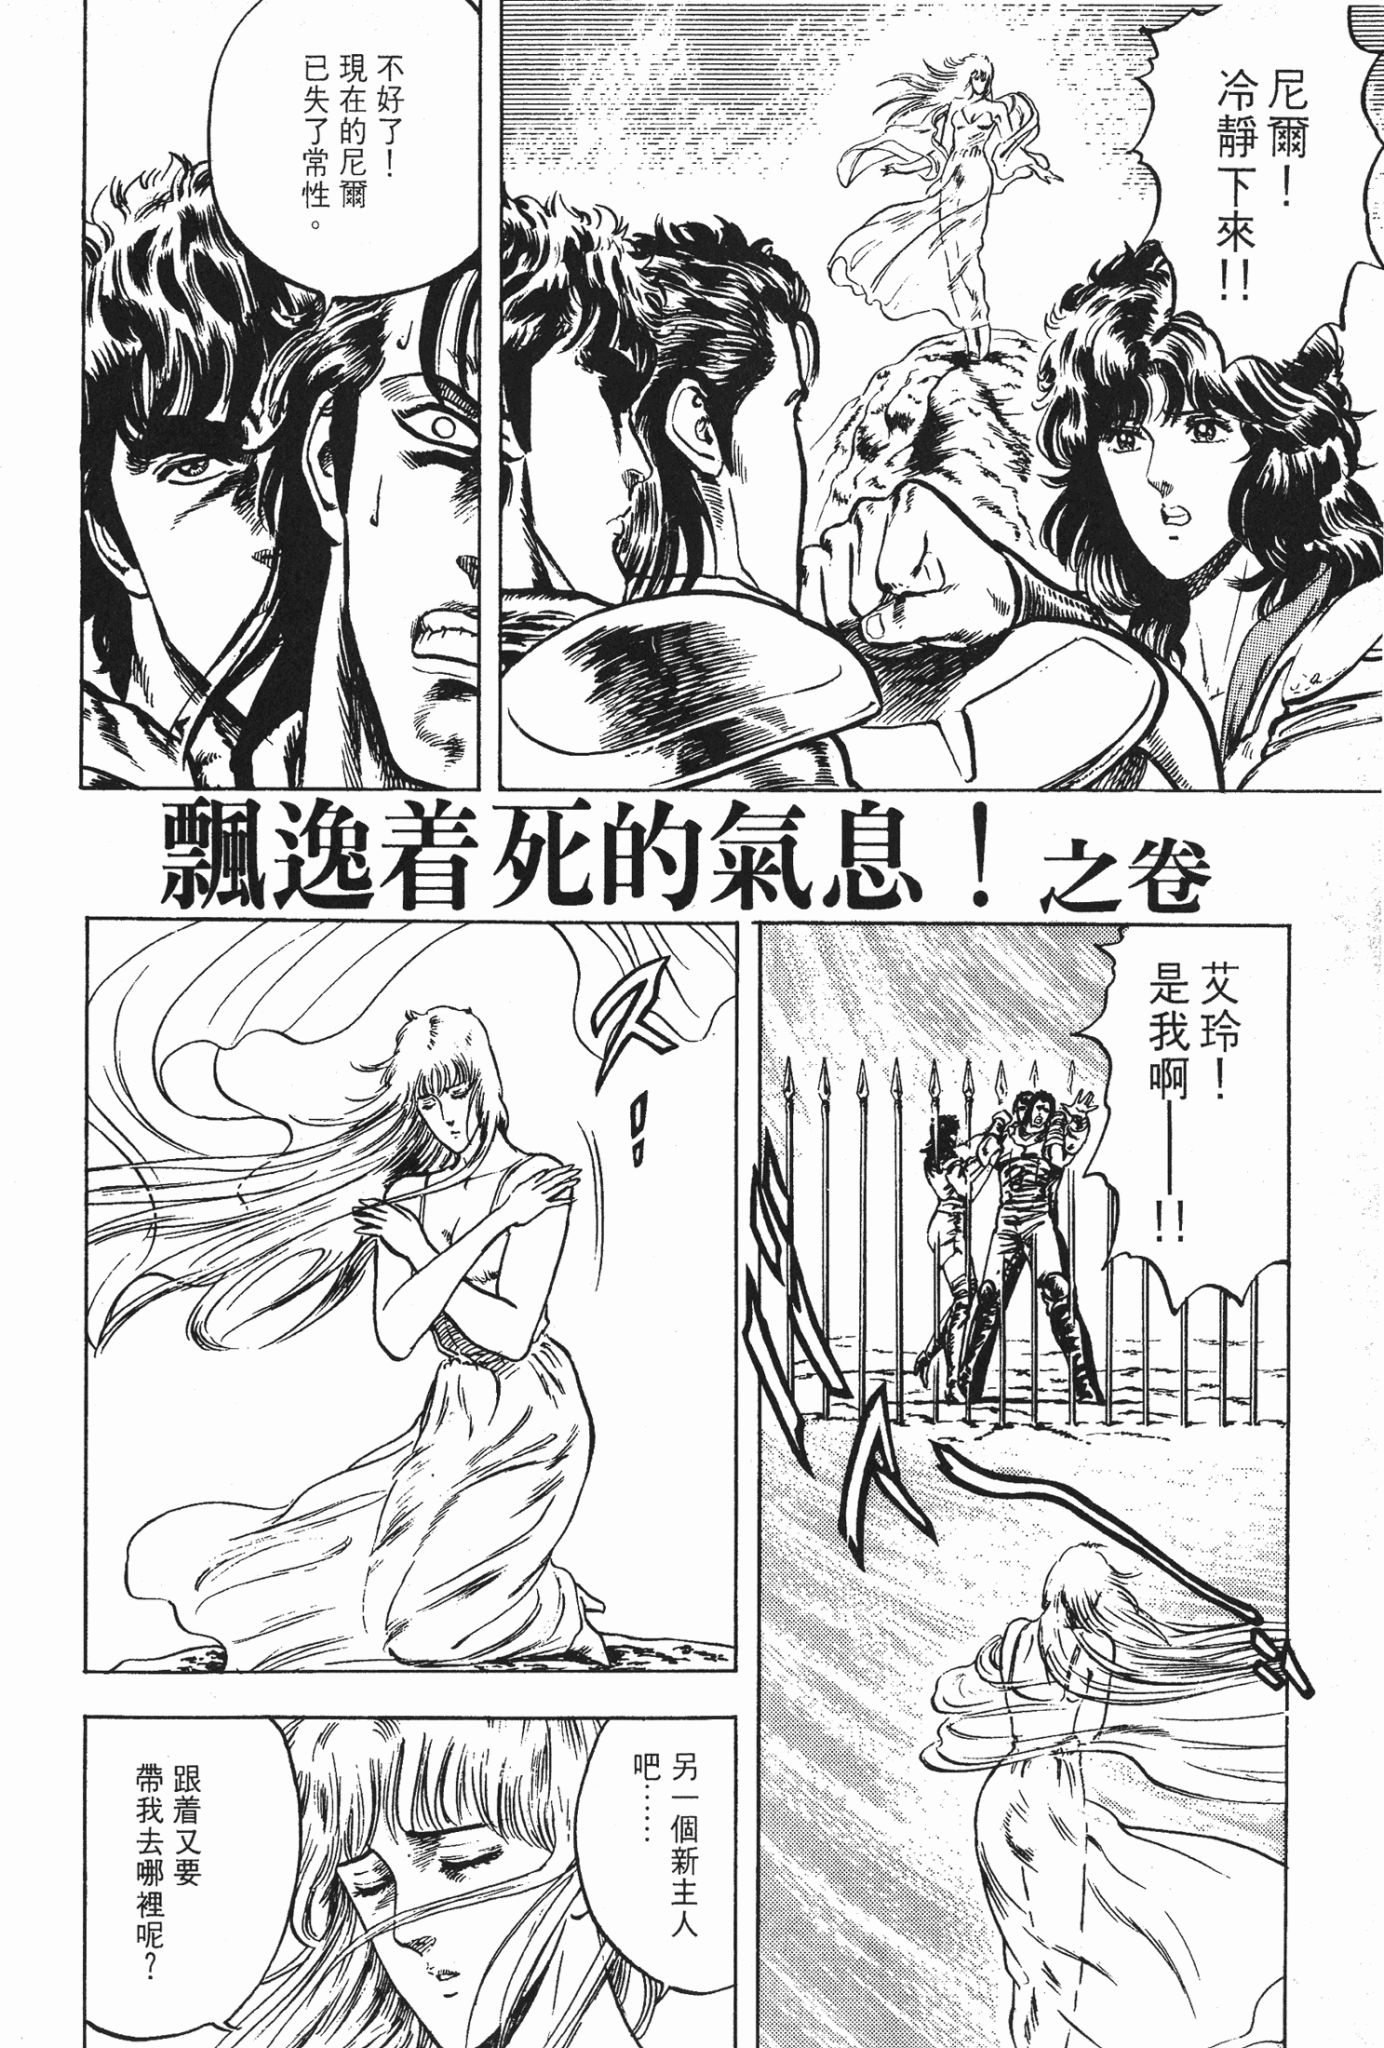 尼爾！
冷靜下來!!
不好了！
現在的尼爾
已失了常性。
飄逸着死的氣息！之卷
艾玲！
是我啊——!!
ヌ！
另一個新主人
吧……
跟着又要
帶我去哪裡呢？